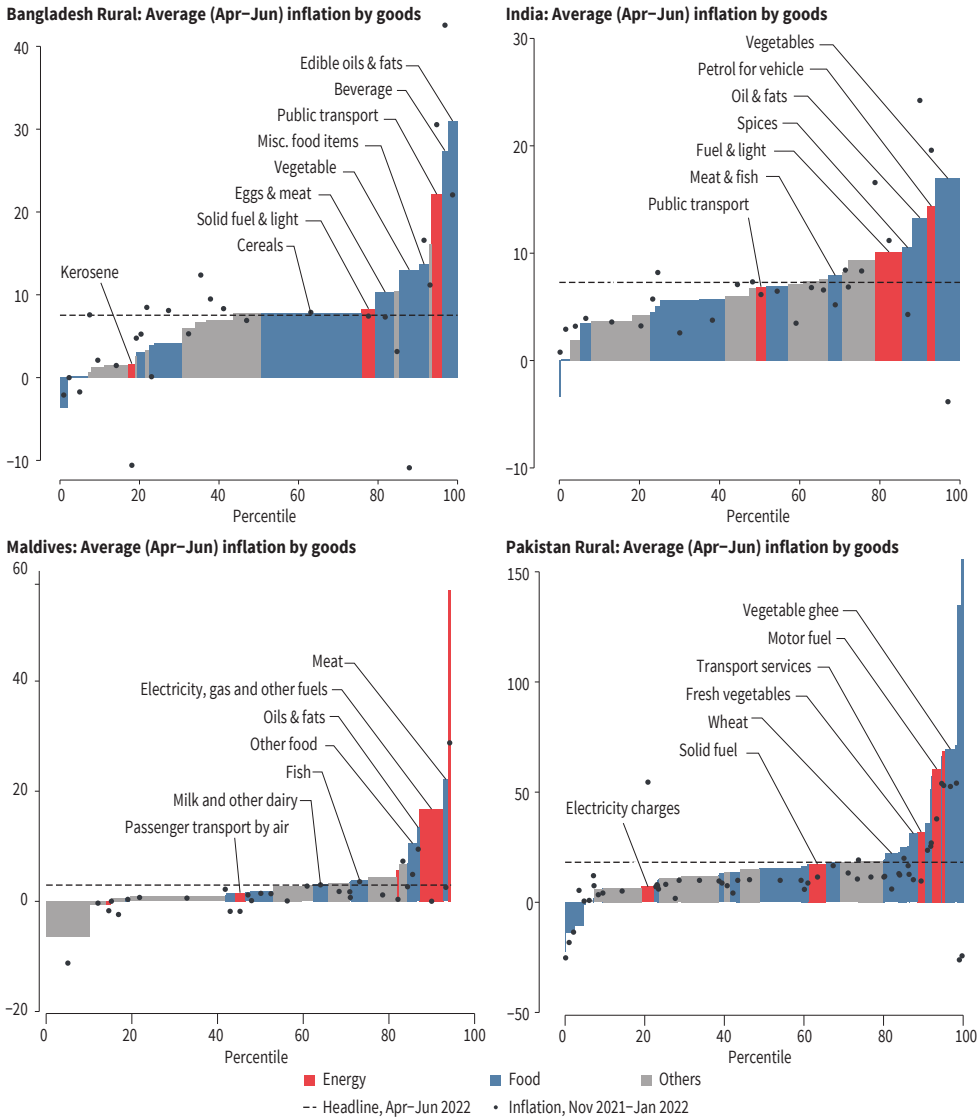 Bangladesh Rural: Average (Apr–Jun) inflation by goods
40
30
20
10
0
−10
Edible oils & fats
Beverage
Public transport
Misc. food items
Vegetable
Eggs & meat
Solid fuel & light
Cereals
Kerosene
0 20 40 60 80 100
Percentile
India: Average (Apr–Jun) inflation by goods
30
20
10
0
−10
Vegetables
Petrol for vehicle
Oil & fats
Spices
Fuel & light
Meat & fish
Public transport
0 20 40 60 80 100
Percentile
Maldives: Average (Apr–Jun) inflation by goods
60
40
20
0
−20
Meat
Electricity, gas and other fuels
Oils & fats
Other food
Fish
Milk and other dairy
Passenger transport by air
0 20 40 60 80 100
Percentile
Pakistan Rural: Average (Apr–Jun) inflation by goods
150
100
50
0
−50
Vegetable ghee
Motor fuel
Transport services
Fresh vegetables
Wheat
Solid fuel
Electricity charges
0 20 40 60 80 100
Percentile
Energy Food Others
Headline, Apr-Jun 2022 Inflation, Nov 2021–Jan 2022